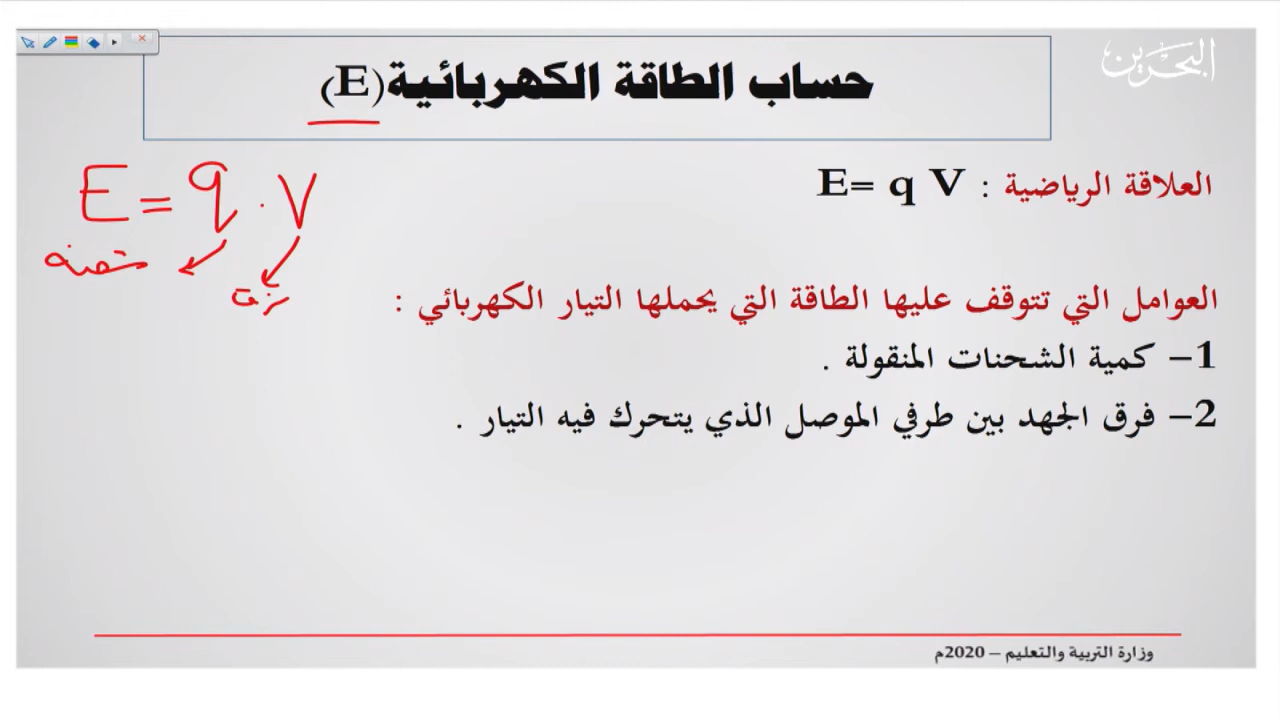 البحرين
حساب الطاقة الكهربائية(E)
العلاقة الرياضية : E= q V
E = q . V
شحنة
العوامل التي تتوقف عليها الطاقة التي يحملها التيار الكهربائي :
1– كمية الشحنات المنقولة .
2– فرق الجهد بين طرفي الموصل الذي يتحرك فيه التيار .
وزارة التربية والتعليم – 2020م